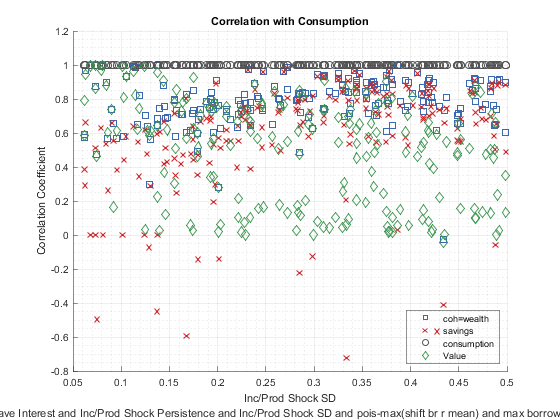 Correlation with Consumption
1.2
1
0.8
0.6
0.4
0.2
0
-0.2
-0.4
-0.6
-0.8
Correlation Coefficient
coh=wealth
savings
consumption
Value
0.05 0.1 0.15 0.2 0.25 0.3 0.35 0.4 0.45 0.5
Inc/Prod Shock SD
ave Interest and Inc/Prod Shock Persistence and Inc/Prod Shock SD and pois-max(shift br r mean) and max borrow